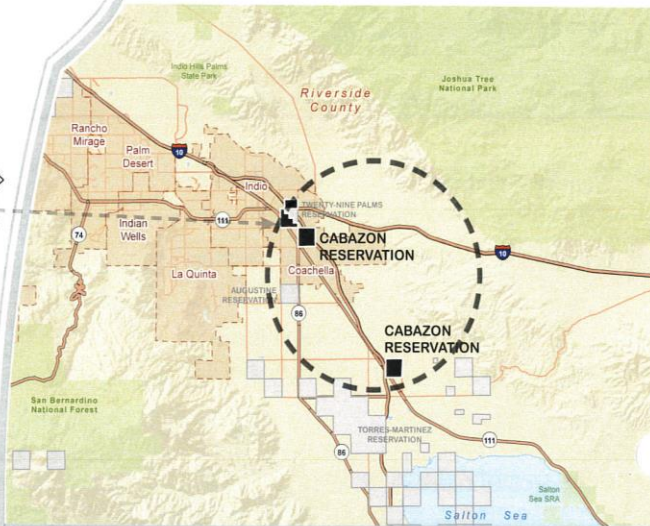 Indio Hills Palms
State Park
Joshua Tree
National Park
Riverside
County
Rancho
Mirage
Palm
Desert
10
Indio
TWENTY-NINE PALMS
RESERVATION
111
74
Indian
Wells
CABAZON
RESERVATION
10
La Quinta
Coachella
AUGUSTINE
RESERVATION
86
CABAZON
RESERVATION
San Bernardino
National Forest
TORRES-MARTINEZ
RESERVATION
111
86
Salton
SRA
Salton Sea